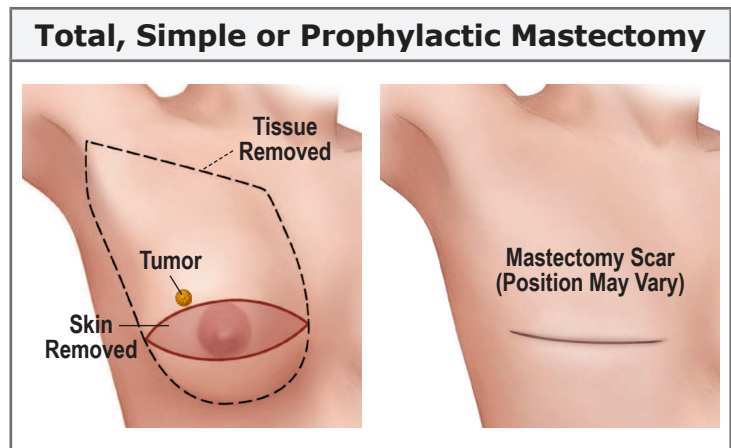 Total, Simple or Prophylactic Mastectomy
Tissue
Removed
Tumor
Skin
Removed
Mastectomy Scar
(Position May Vary)